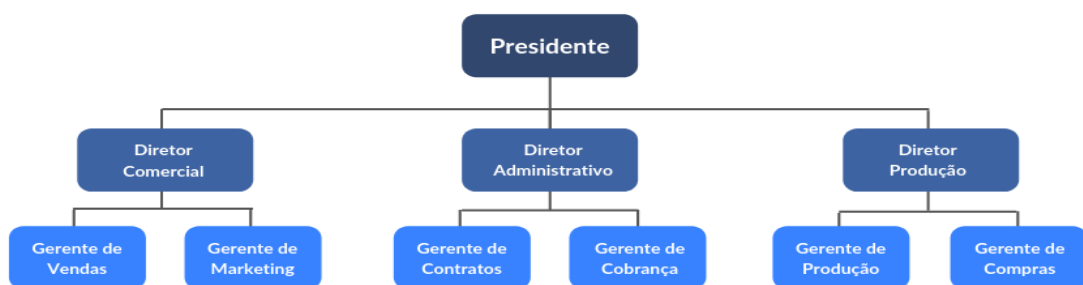 Presidente
Diretor
Comercial
Diretor
Administrativo
Diretor
Produção
Gerente de
Vendas
Gerente de
Marketing
Gerente de
Contratos
Gerente de
Cobrança
Gerente de
Produção
Gerente de
Compras